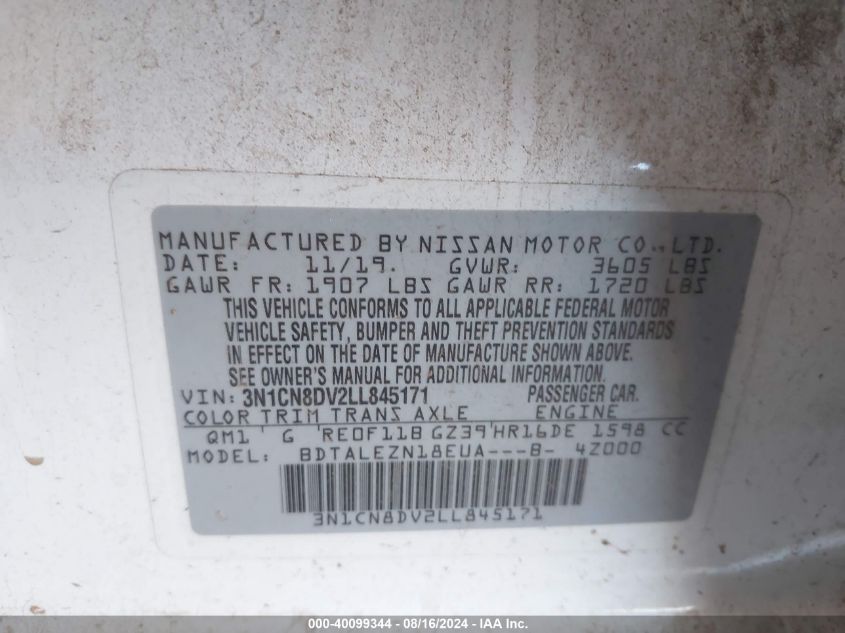 MANUFACTURED BY NISSAN MOTOR CO., LTD.
DATE: 11/19. GVWR: 3605 LBS
GAWR FR: 1907 LBS GAWR RR: 1720 LBS
THIS VEHICLE CONFORMS TO ALL APPLICABLE FEDERAL MOTOR
VEHICLE SAFETY, BUMPER AND THEFT PREVENTION STANDARDS
IN EFFECT ON THE DATE OF MANUFACTURE SHOWN ABOVE.
SEE OWNER'S MANUAL FOR ADDITIONAL INFORMATION.
VIN: 3N1CN8DV2LL845171 PASSENGER CAR.
COLOR TRIM TRANS AXLE ENGINE
QM1 G RE0F11B GZ39 HR16DE 1598 CC
MODEL: BDTALEZN18EUA---B- 4Z000
3N1CN8DV2LL845171
000-40099344 - 08/16/2024 - IAA, Inc.